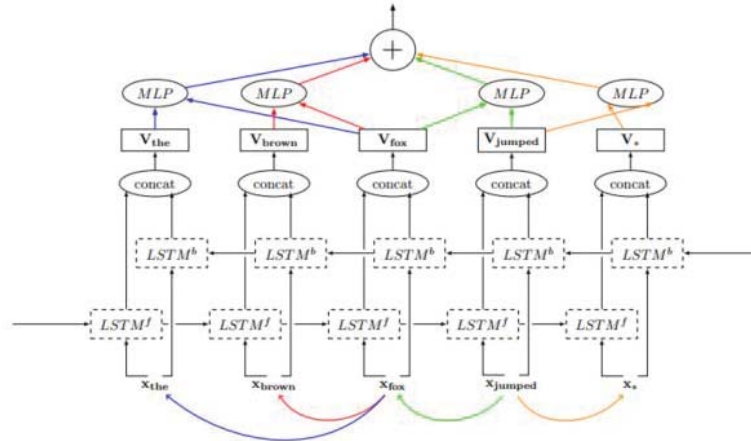 +
MLP MLP MLP MLP
V_the V_brown V_fox V_jumped V_*
concat concat concat concat concat
LSTM^b LSTM^b LSTM^b LSTM^b LSTM^b
LSTM^f LSTM^f LSTM^f LSTM^f LSTM^f
x_the x_brown x_fox x_jumped x_*